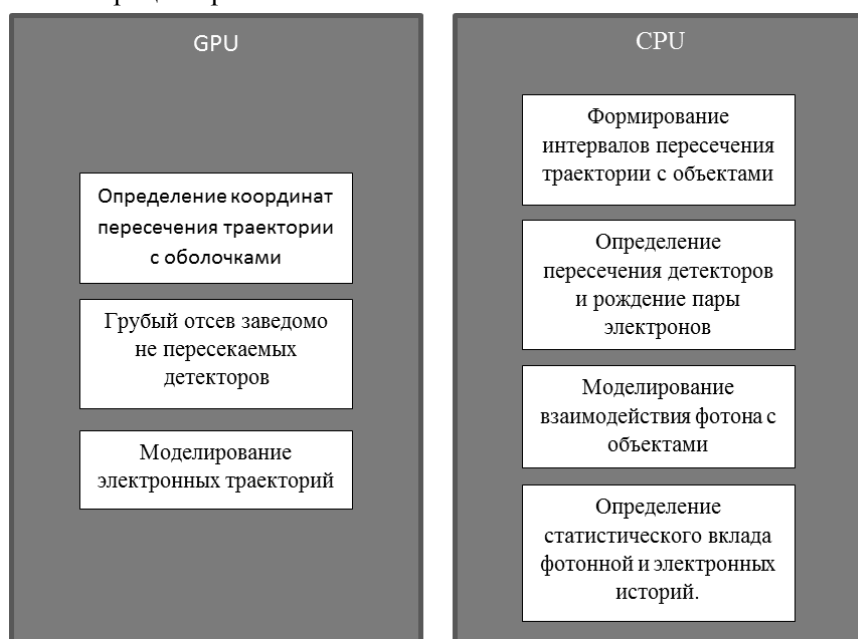 GPU
Определение координат
пересечения траектории
с оболочками
Грубый отсев заведомо
не пересекаемых
детекторов
Моделирование
электронных траекторий
CPU
Формирование
интервалов пересечения
траектории с объектами
Определение
пересечения детекторов
и рождение пары
электронов
Моделирование
взаимодействия фотона с
объектами
Определение
статистического вклада
фотонной и электронных
историй.